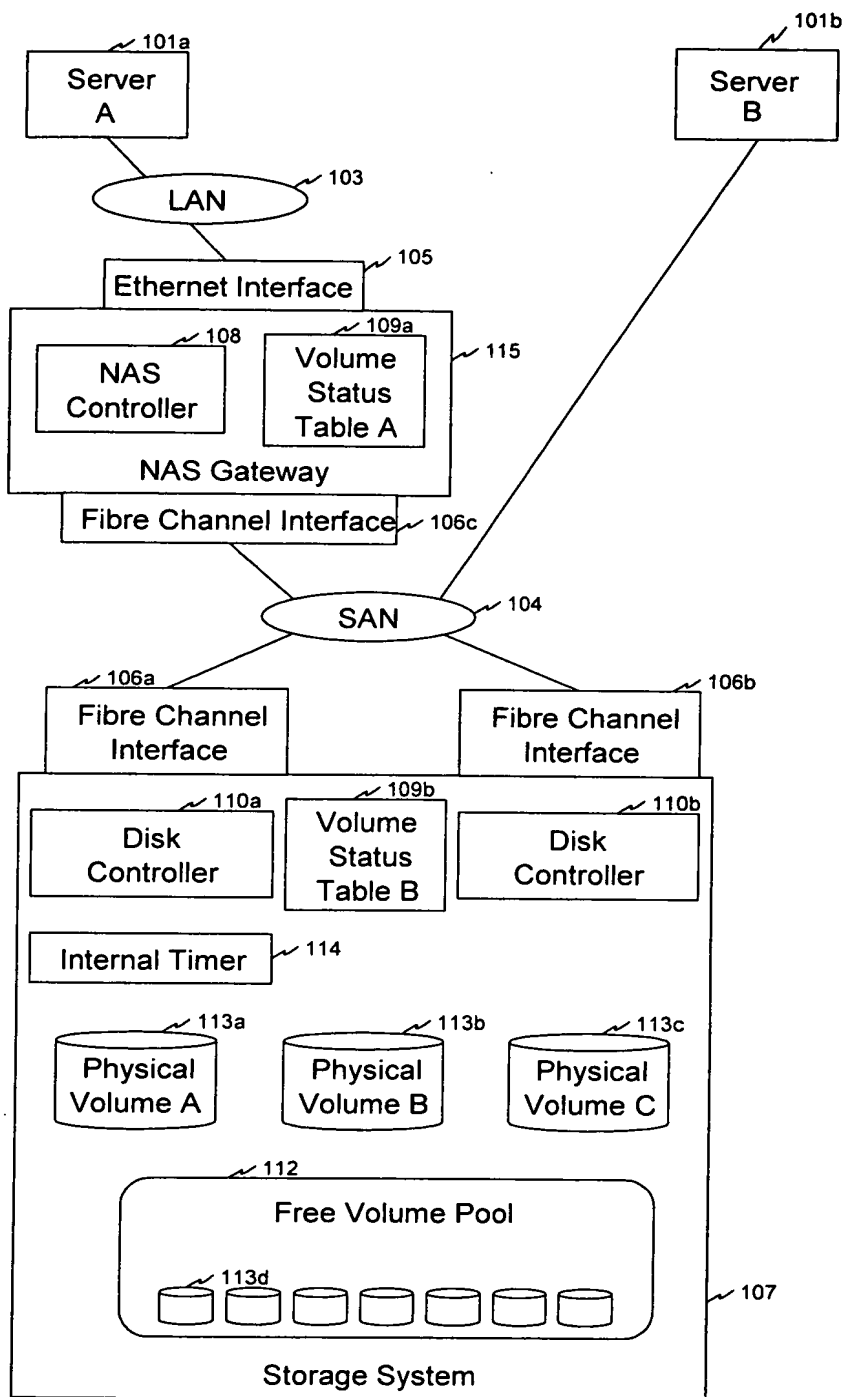 101a
101b
Server
A
Server
B
103
LAN
105
Ethernet Interface
108
109a
115
NAS
Controller
Volume
Status
Table A
NAS Gateway
Fibre Channel Interface
106c
SAN
104
106a
106b
Fibre Channel
Interface
Fibre Channel
Interface
110a
109b
110b
Disk
Controller
Volume
Status
Table B
Disk
Controller
Internal Timer
114
113a
113b
113c
Physical
Volume A
Physical
Volume B
Physical
Volume C
112
Free Volume Pool
113d
107
Storage System